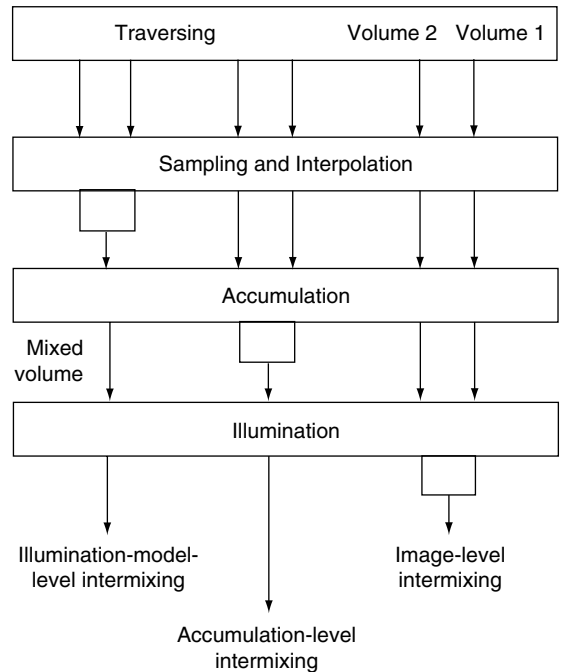 Traversing Volume 2 Volume 1
Sampling and Interpolation
Accumulation
Mixed
volume
Illumination
Illumination-model-
level intermixing
Image-level
intermixing
Accumulation-level
intermixing